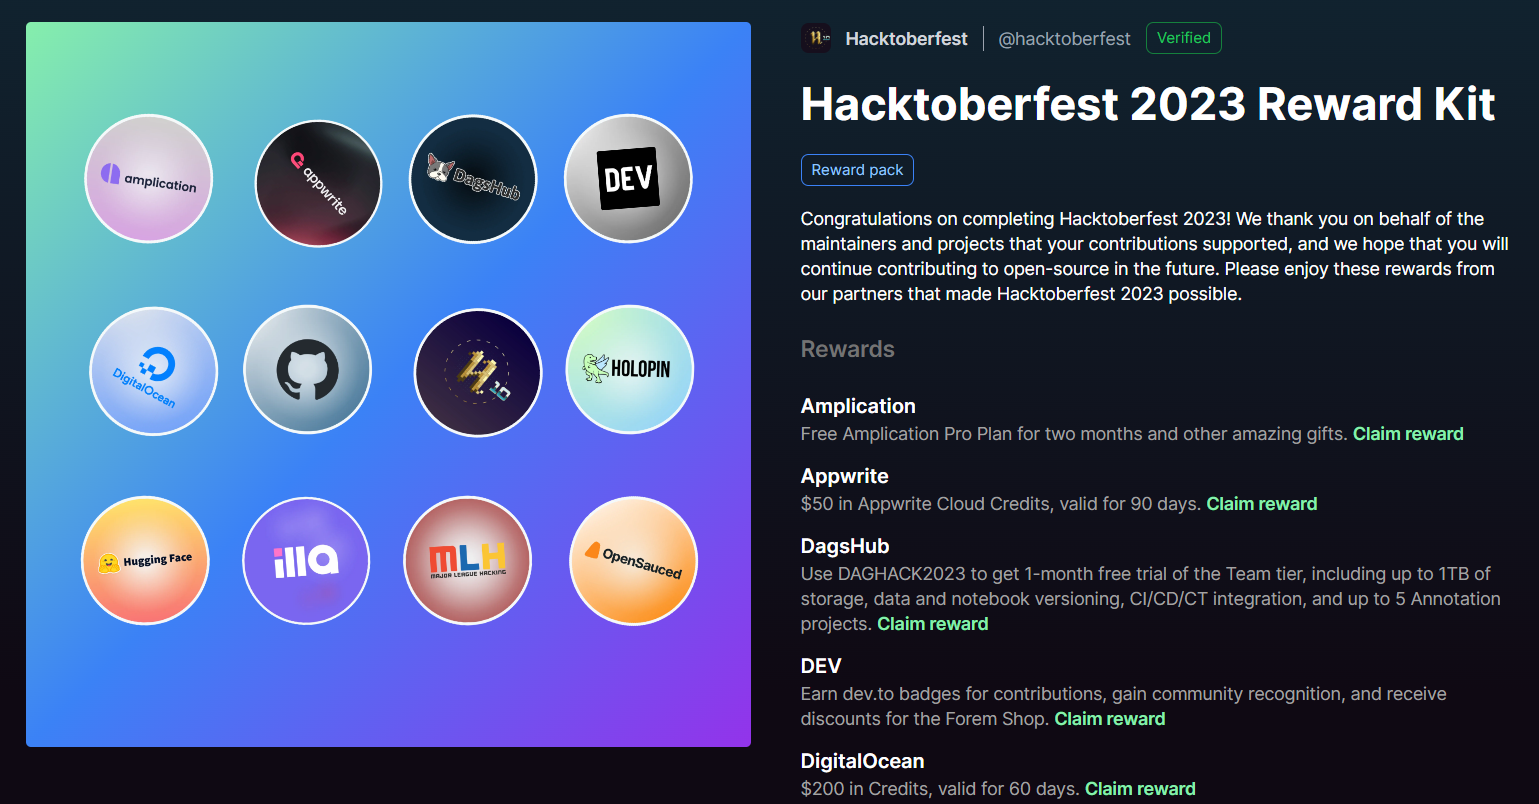 amplication
appwrite
DagsHub
DEV
DigitalOcean
H
10
HOLOPIN
Hugging Face
illa
MLH
MAJOR LEAGUE HACKING
OpenSauced
Hacktoberfest @hacktoberfest Verified
Hacktoberfest 2023 Reward Kit
Reward pack
Congratulations on completing Hacktoberfest 2023! We thank you on behalf of the
maintainers and projects that your contributions supported, and we hope that you will
continue contributing to open-source in the future. Please enjoy these rewards from
our partners that made Hacktoberfest 2023 possible.
Rewards
Amplication
Free Amplication Pro Plan for two months and other amazing gifts. Claim reward
Appwrite
$50 in Appwrite Cloud Credits, valid for 90 days. Claim reward
DagsHub
Use DAGHACK2023 to get 1-month free trial of the Team tier, including up to 1TB of
storage, data and notebook versioning, CI/CD/CT integration, and up to 5 Annotation
projects. Claim reward
DEV
Earn dev.to badges for contributions, gain community recognition, and receive
discounts for the Forem Shop. Claim reward
DigitalOcean
$200 in Credits, valid for 60 days. Claim reward